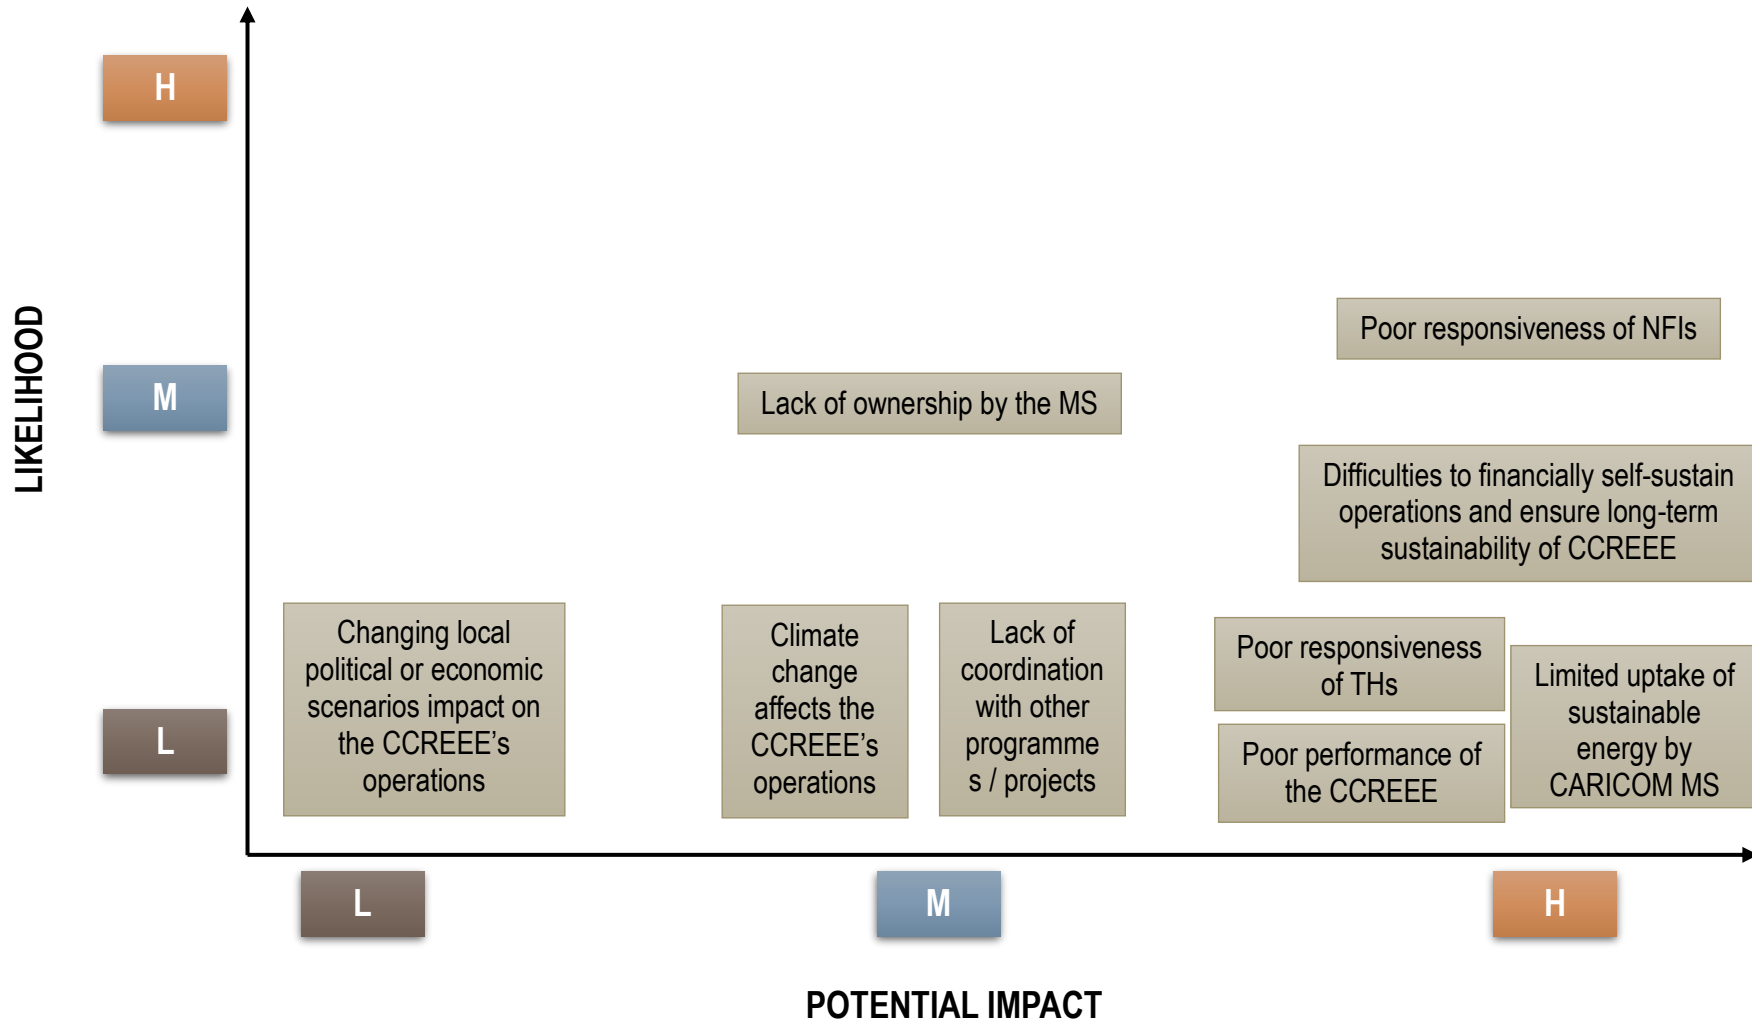 H
Poor responsiveness of NFIs
LIKELIHOOD
M
Lack of ownership by the MS
Difficulties to financially self-sustain
operations and ensure long-term
sustainability of CCREEE
Changing local
political or economic
scenarios impact on
the CCREEE’s
operations
Climate
change
affects the
CCREEE’s
operations
Lack of
coordination
with other
programme
s / projects
Poor responsiveness
of THs
Limited uptake of
sustainable
energy by
CARICOM MS
Poor performance of
the CCREEE
L
L
M
H
POTENTIAL IMPACT